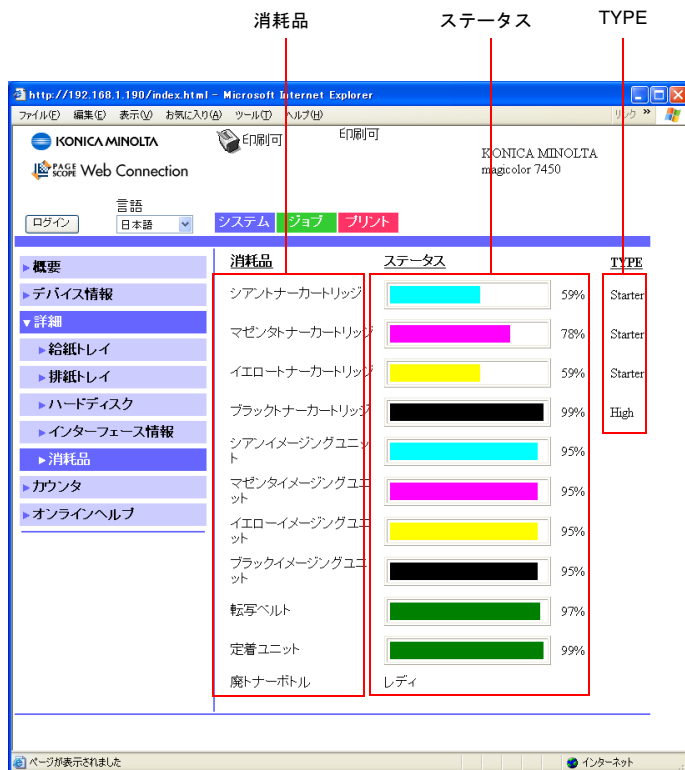 消耗品 ステータス TYPE
http://192.168.1.190/index.html - Microsoft Internet Explorer
ファイル(F) 編集(E) 表示(V) お気に入り(A) ツール(T) ヘルプ(H) リンク »
KONICA MINOLTA 印刷可 印刷可
KONICA MINOLTA
magicolor 7450
PAGE SCOPE Web Connection
言語
ログイン 日本語 システム ジョブ プリント
消耗品 ステータス TYPE
概要
デバイス情報
詳細
給紙トレイ
排紙トレイ
ハードディスク
インターフェース情報
消耗品
カウンタ
オンラインヘルプ
シアントナーカートリッジ 59% Starter
マゼンタトナーカートリッジ 78% Starter
イエロートナーカートリッジ 59% Starter
ブラックトナーカートリッジ 99% High
シアンイメージングユニッ
ト 95%
マゼンタイメージングユニ
ット 95%
イエローイメージングユニ
ット 95%
ブラックイメージングユニ
ット 95%
転写ベルト 97%
定着ユニット 99%
廃トナーボトル レディ
ページが表示されました インターネット